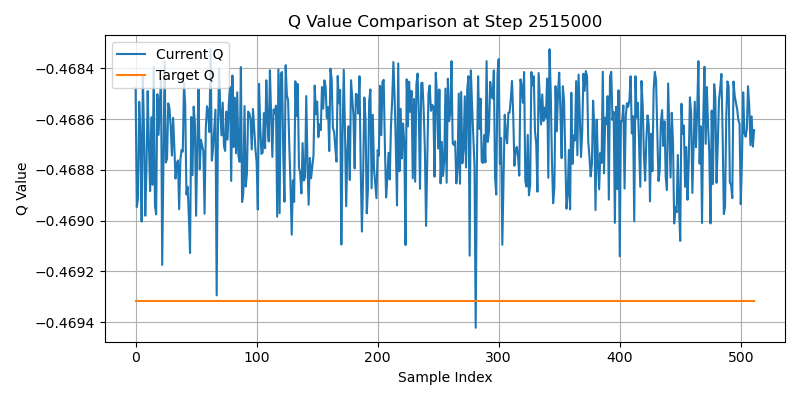 Q Value Comparison at Step 2515000
Current Q
Target Q
−0.4684
−0.4686
−0.4688
−0.4690
−0.4692
−0.4694
Q Value
0 100 200 300 400 500
Sample Index